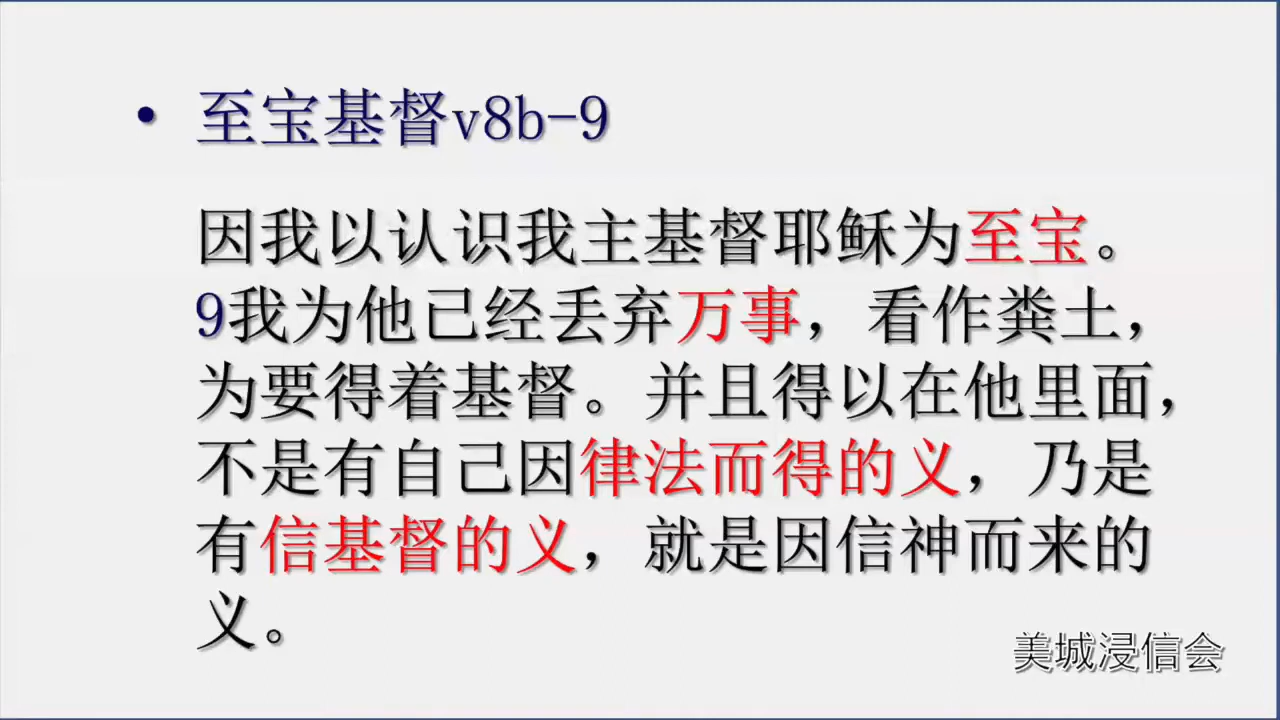 • 至宝基督v8b-9
因我以认识我主基督耶稣为至宝。
9我为他已经丢弃万事，看作粪土，
为要得着基督。并且得以在他里面，
不是有自己因律法而得的义，乃是
有信基督的义，就是因信神而来的
义。
美城浸信会